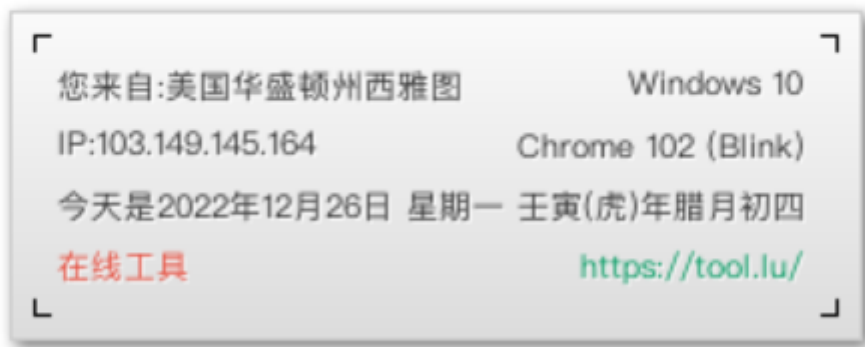 您来自:美国华盛顿州西雅图 Windows 10
IP:103.149.145.164 Chrome 102 (Blink)
今天是2022年12月26日 星期一 壬寅(虎)年腊月初四
在线工具 https://tool.lu/